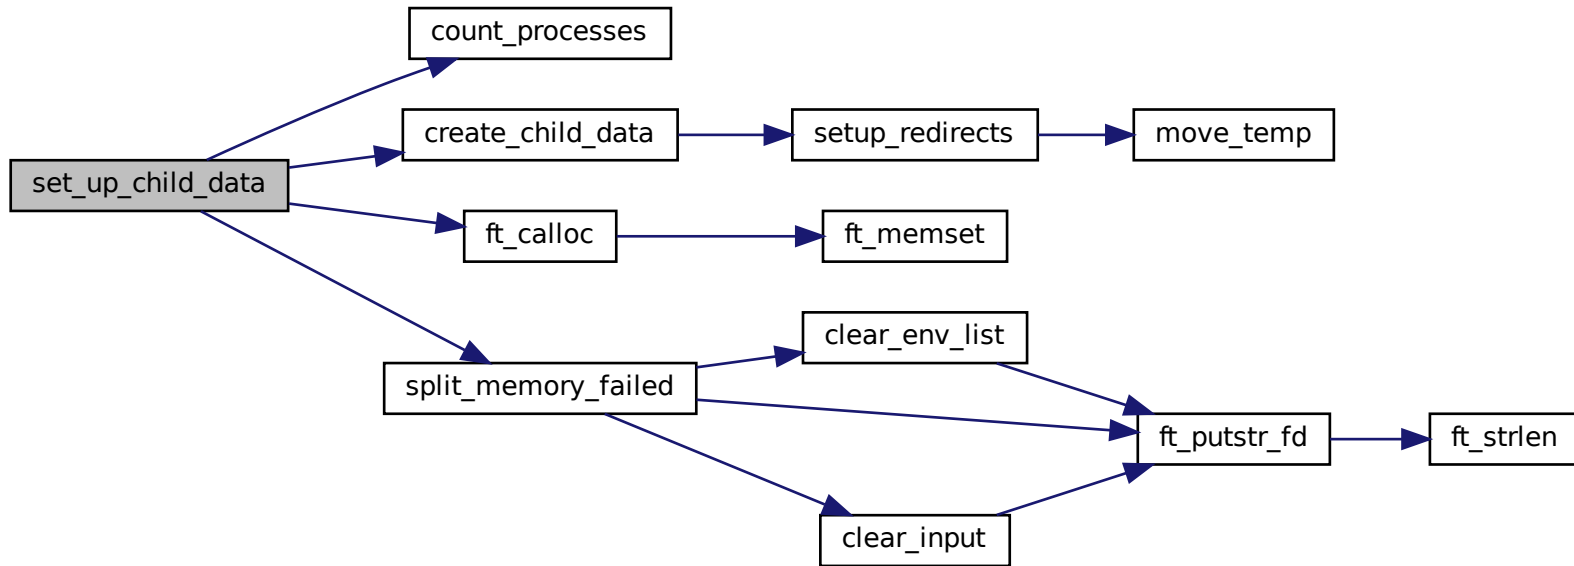 count_processes
create_child_data
setup_redirects
move_temp
set_up_child_data
ft_calloc
ft_memset
clear_env_list
split_memory_failed
ft_putstr_fd
ft_strlen
clear_input